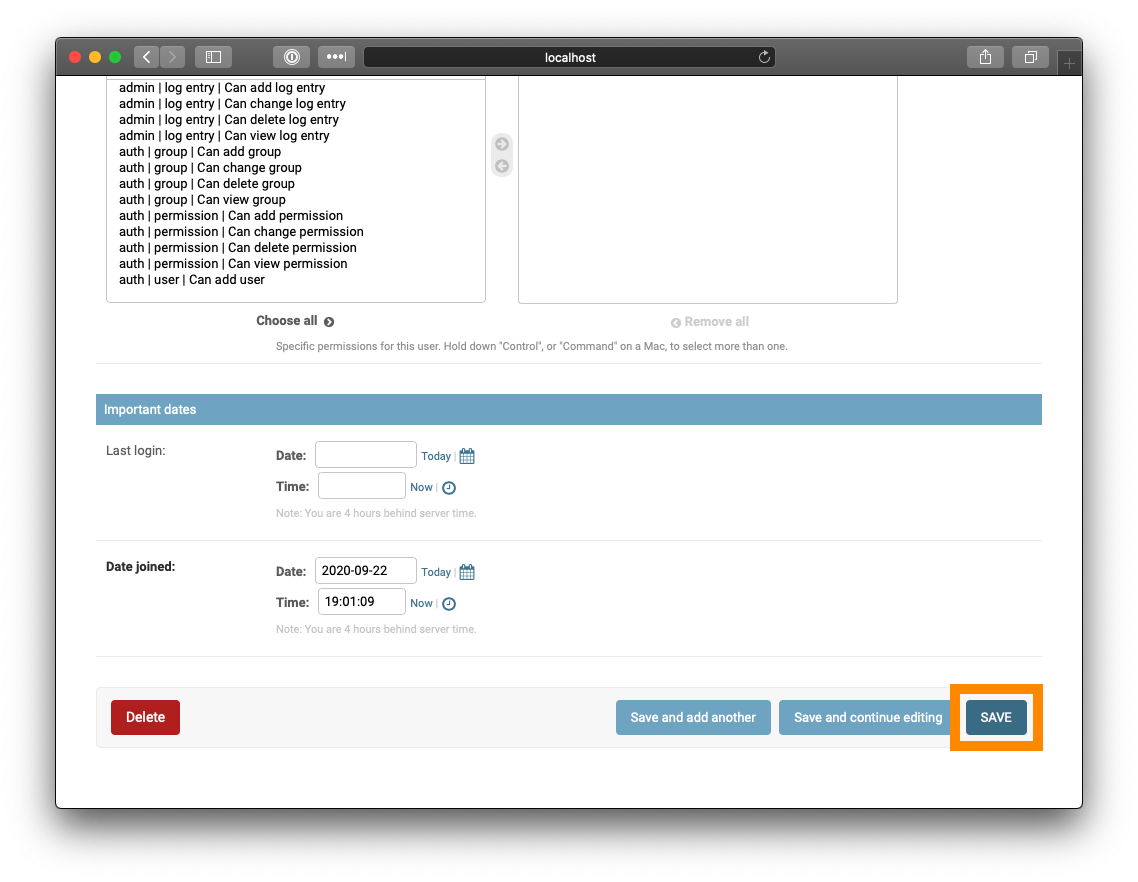 localhost
admin | log entry | Can add log entry
admin | log entry | Can change log entry
admin | log entry | Can delete log entry
admin | log entry | Can view log entry
auth | group | Can add group
auth | group | Can change group
auth | group | Can delete group
auth | group | Can view group
auth | permission | Can add permission
auth | permission | Can change permission
auth | permission | Can delete permission
auth | permission | Can view permission
auth | user | Can add user
Choose all
Remove all
Specific permissions for this user. Hold down "Control", or "Command" on a Mac, to select more than one.
Important dates
Last login:
Date: Today |
Time: Now |
Note: You are 4 hours behind server time.
Date joined:
Date: 2020-09-22 Today |
Time: 19:01:09 Now |
Note: You are 4 hours behind server time.
Delete Save and add another Save and continue editing SAVE